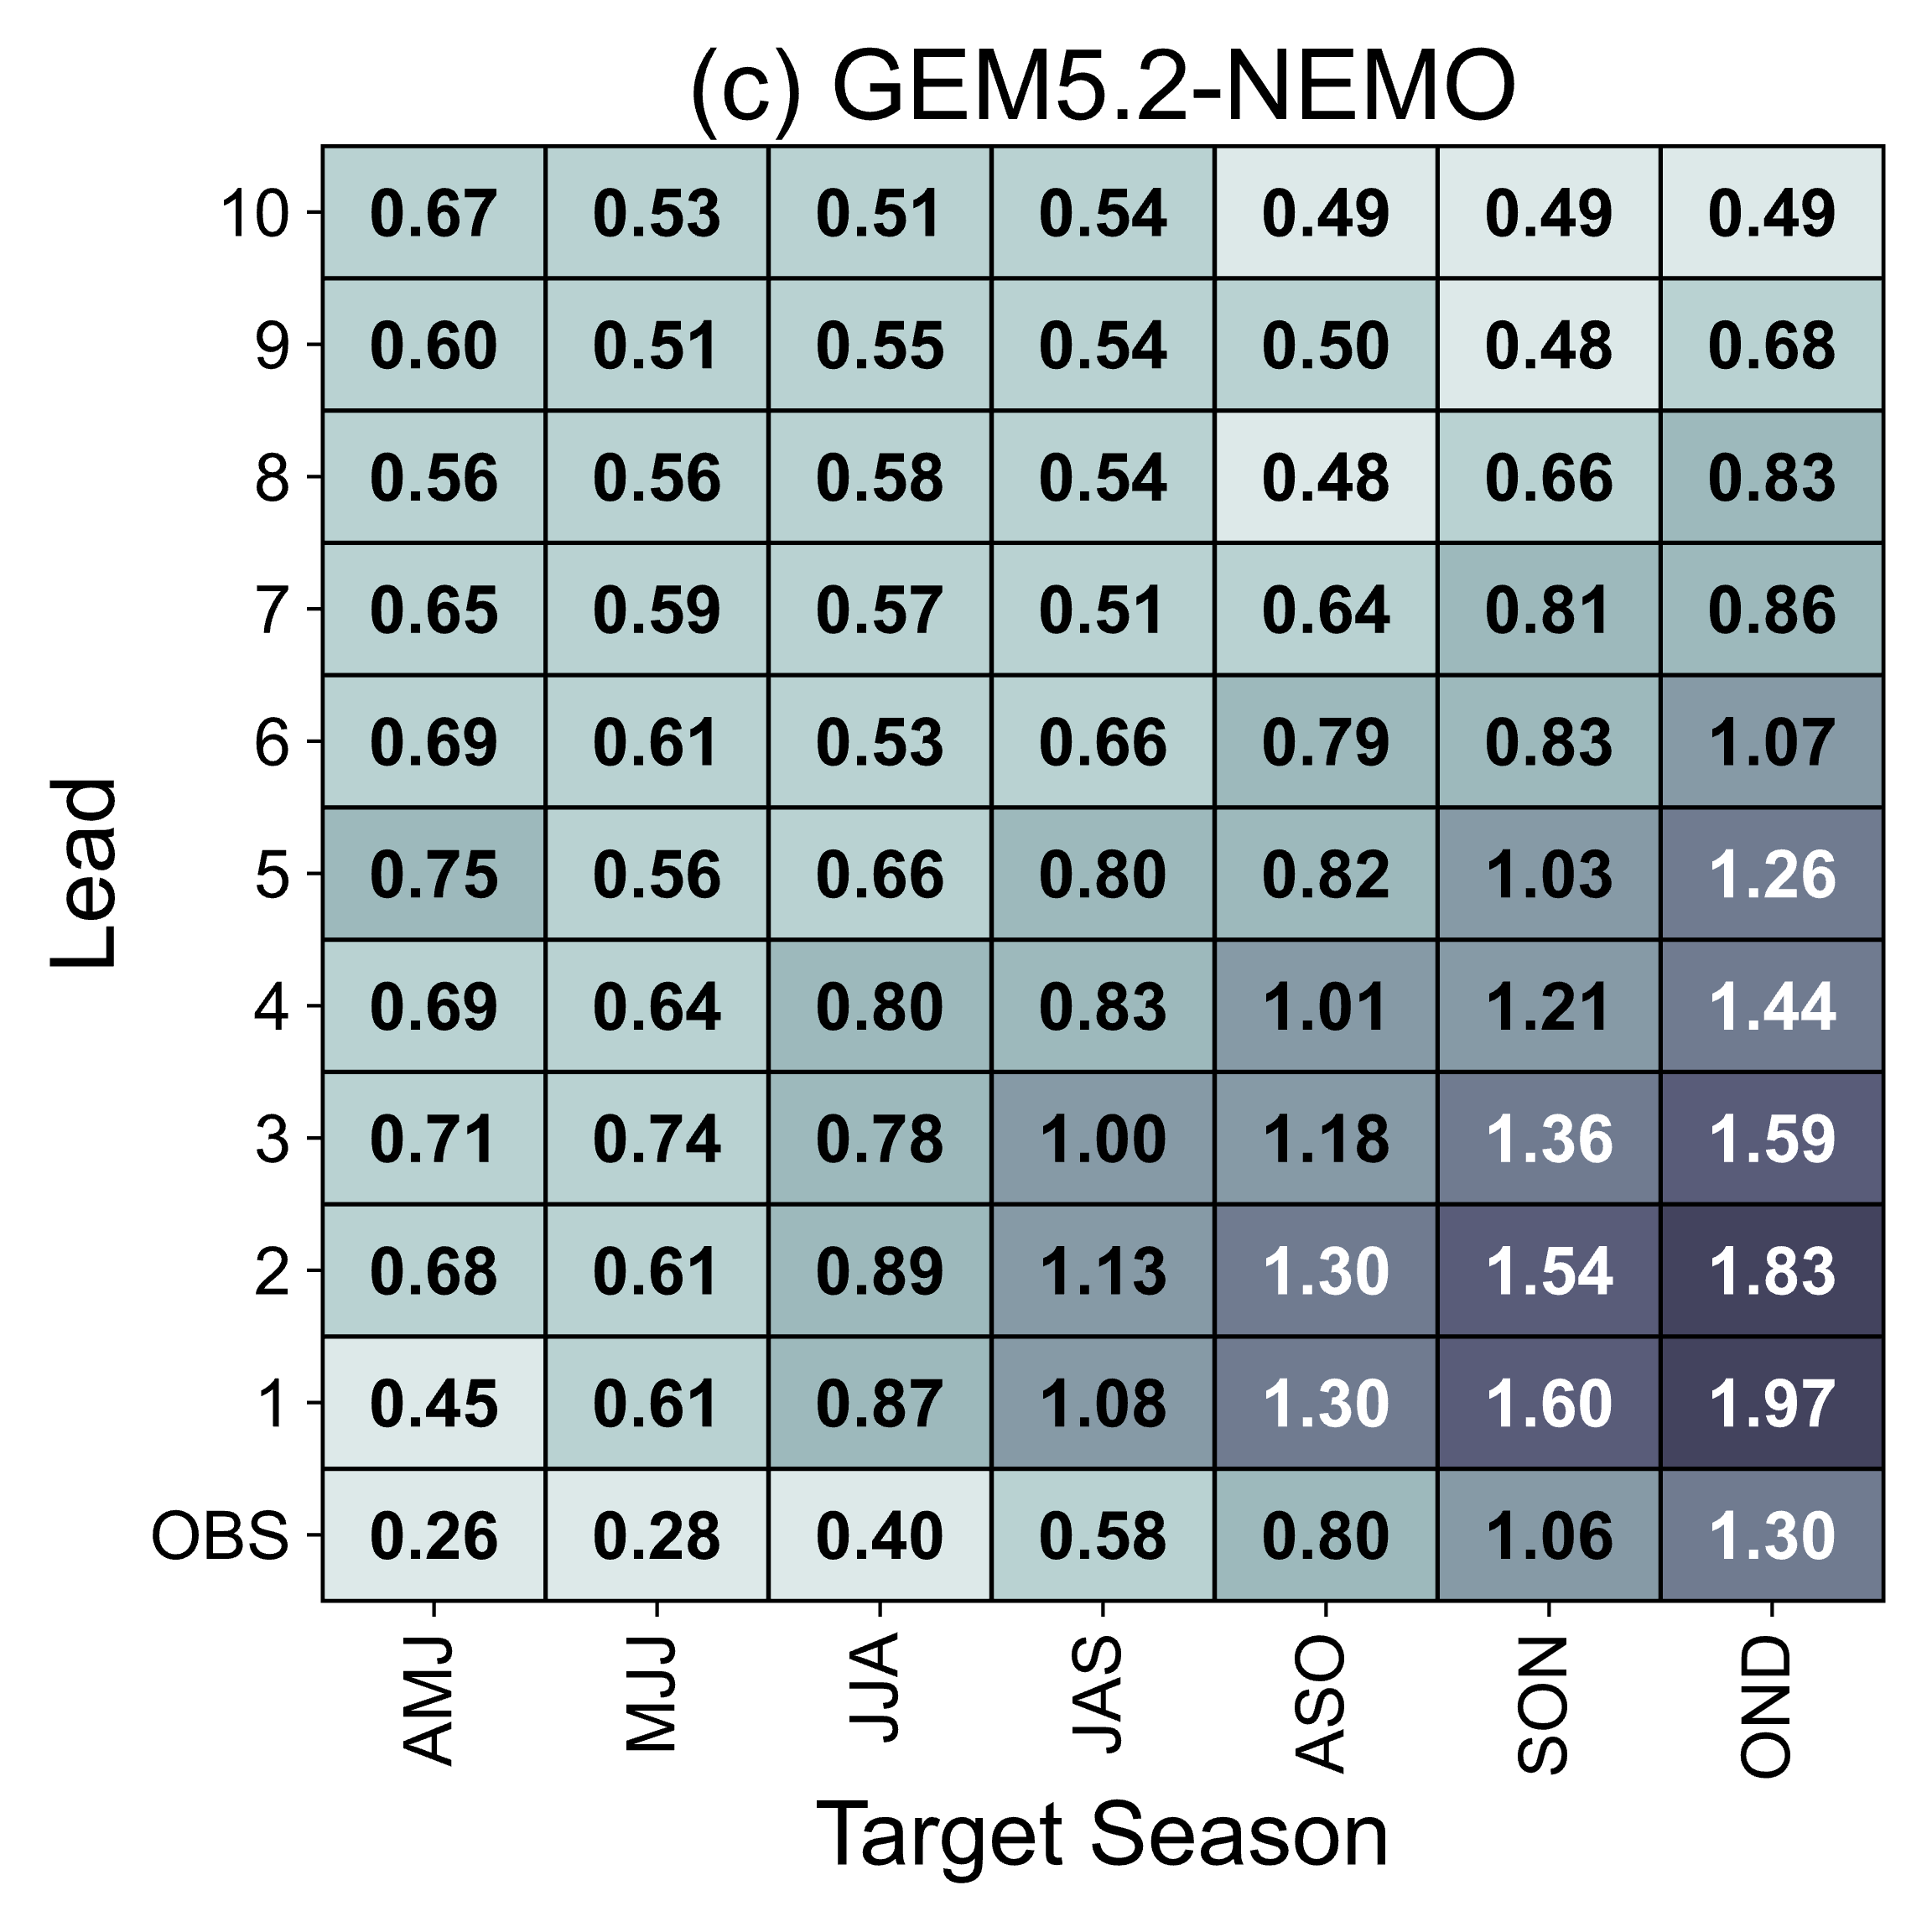 (c) GEM5.2-NEMO
10 0.67 0.53 0.51 0.54 0.49 0.49 0.49
9 0.60 0.51 0.55 0.54 0.50 0.48 0.68
8 0.56 0.56 0.58 0.54 0.48 0.66 0.83
7 0.65 0.59 0.57 0.51 0.64 0.81 0.86
6 0.69 0.61 0.53 0.66 0.79 0.83 1.07
5 0.75 0.56 0.66 0.80 0.82 1.03 1.26
4 0.69 0.64 0.80 0.83 1.01 1.21 1.44
3 0.71 0.74 0.78 1.00 1.18 1.36 1.59
2 0.68 0.61 0.89 1.13 1.30 1.54 1.83
1 0.45 0.61 0.87 1.08 1.30 1.60 1.97
OBS 0.26 0.28 0.40 0.58 0.80 1.06 1.30
Lead
AMJ MJJ JJA JAS ASO SON OND
Target Season